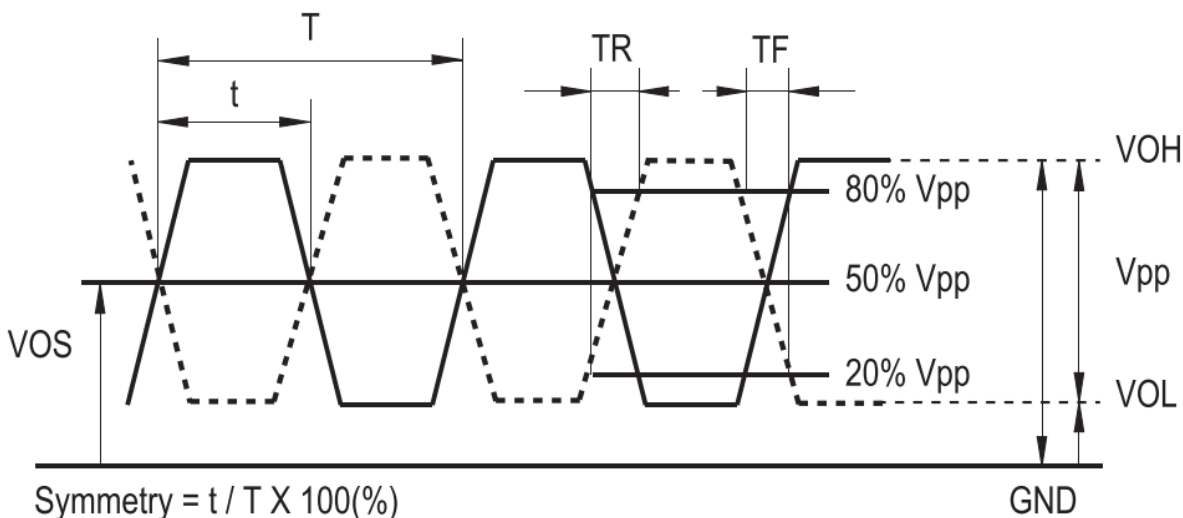 T
TR
TF
t
VOH
80% Vpp
50% Vpp
Vpp
VOS
20% Vpp
VOL
Symmetry = t / T X 100(%)
GND